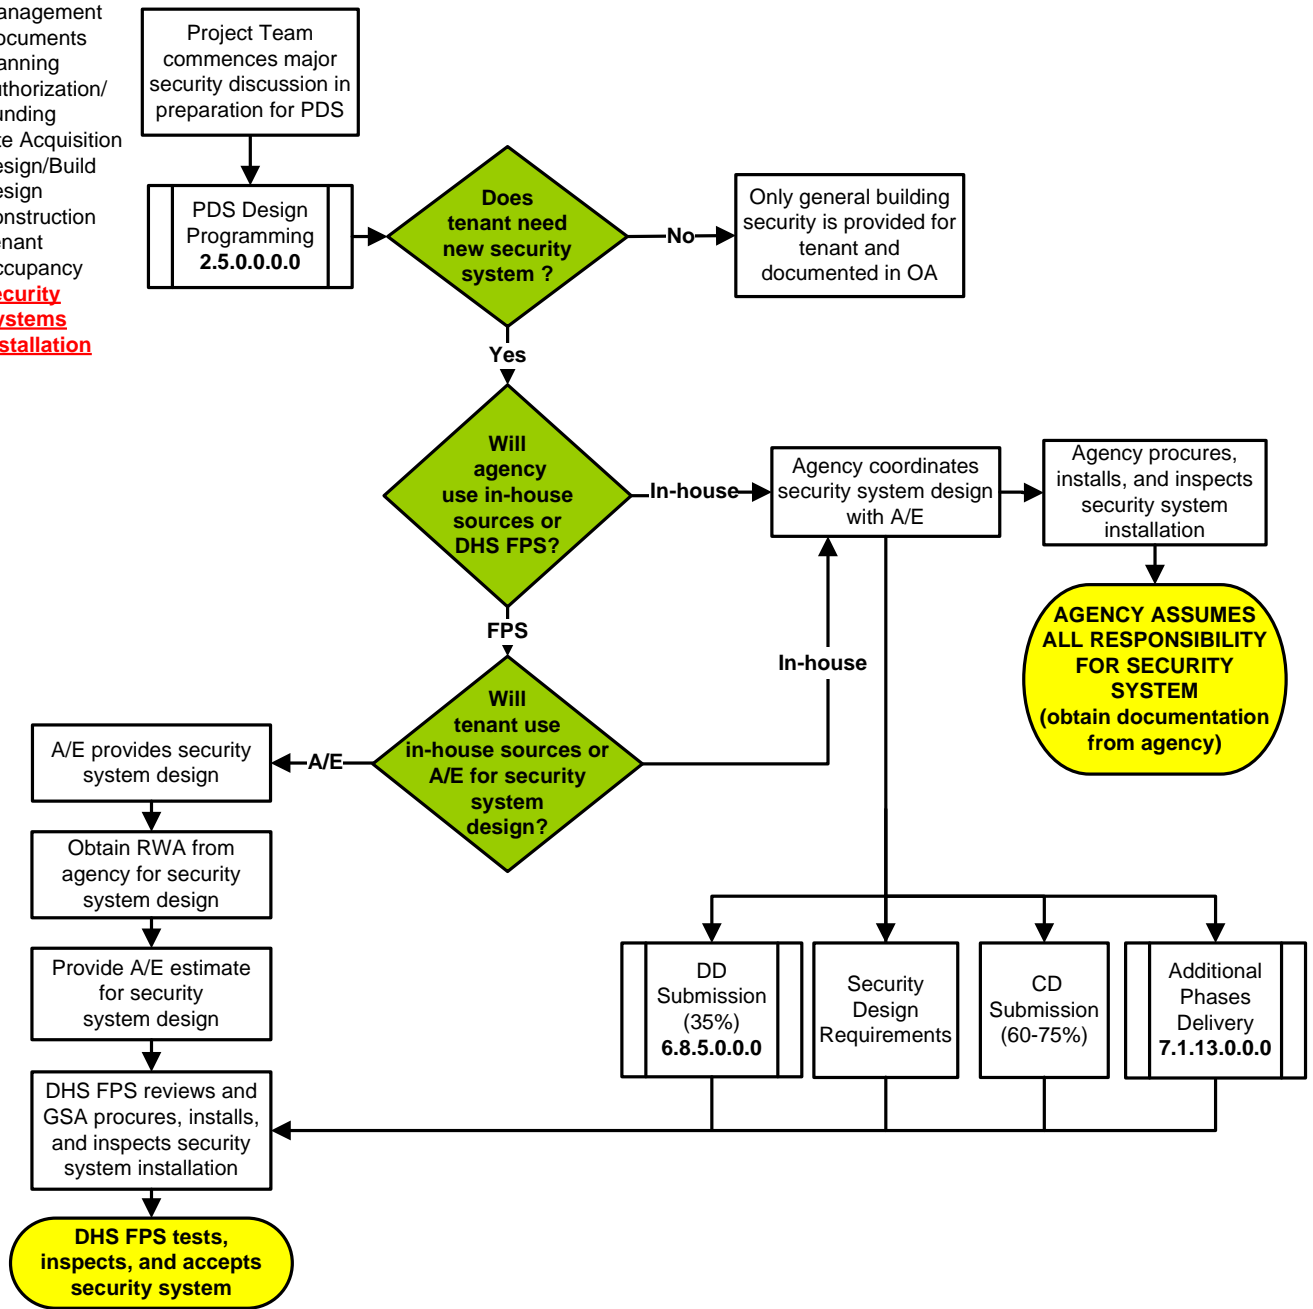 anagement
ocuments
anning
uthorization/
unding
te Acquisition
esign/Build
esign
onstruction
enant
ccupancy
ecurity
ystems
stallation
Project Team
commences major
security discussion in
preparation for PDS
PDS Design
Programming
2.5.0.0.0.0
Does
tenant need
new security
system ?
No
Only general building
security is provided for
tenant and
documented in OA
Yes
Will
agency
use in-house
sources or
DHS FPS?
In-house
Agency coordinates
security system design
with A/E
Agency procures,
installs, and inspects
security system
installation
AGENCY ASSUMES
ALL RESPONSIBILITY
FOR SECURITY
SYSTEM
(obtain documentation
from agency)
FPS
Will
tenant use
in-house sources or
A/E for security
system
design?
In-house
A/E
A/E provides security
system design
Obtain RWA from
agency for security
system design
Provide A/E estimate
for security
system design
DHS FPS reviews and
GSA procures, installs,
and inspects security
system installation
DHS FPS tests,
inspects, and accepts
security system
DD
Submission
(35%)
6.8.5.0.0.0
Security
Design
Requirements
CD
Submission
(60-75%)
Additional
Phases
Delivery
7.1.13.0.0.0